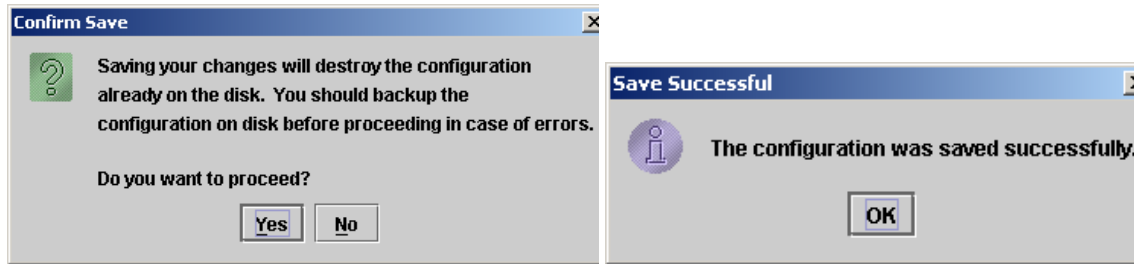 Confirm Save
Saving your changes will destroy the configuration
already on the disk. You should backup the
configuration on disk before proceeding in case of errors.
Do you want to proceed?
Yes No
Save Successful
The configuration was saved successfully.
OK